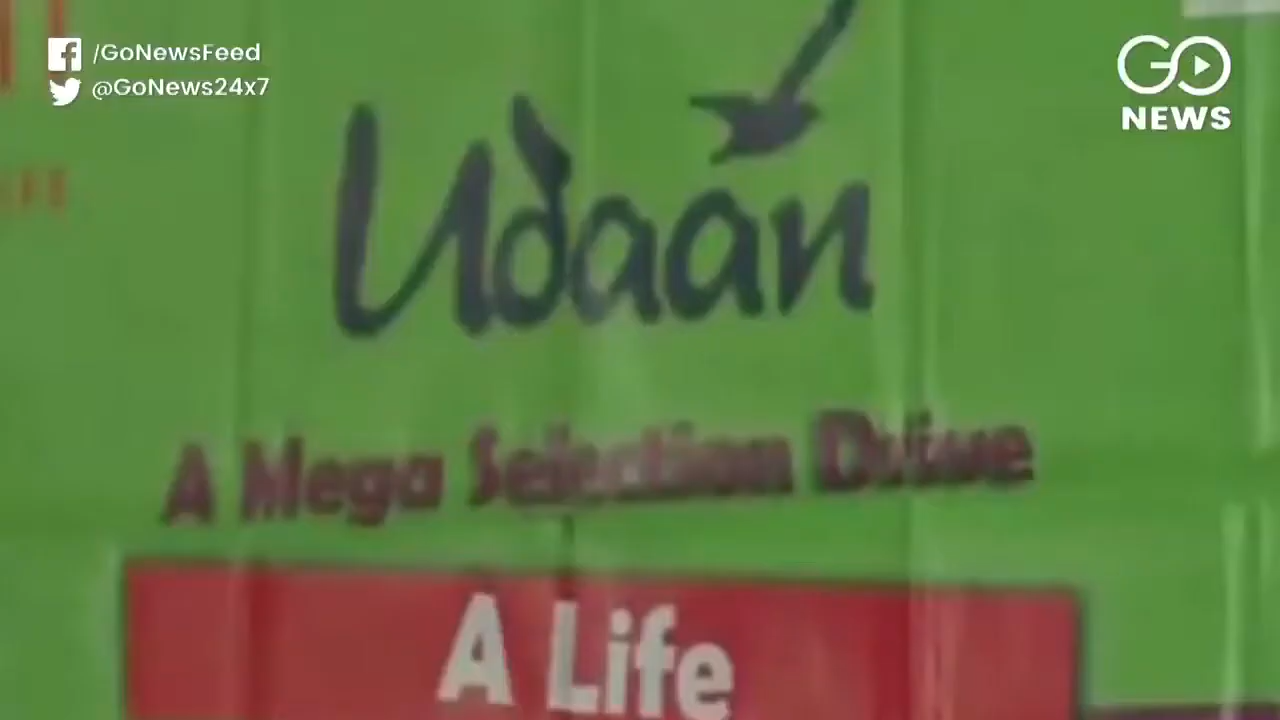 /GoNewsFeed
@GoNews24x7
GO
NEWS
Udaan
A Mega Selection Drive
A Life